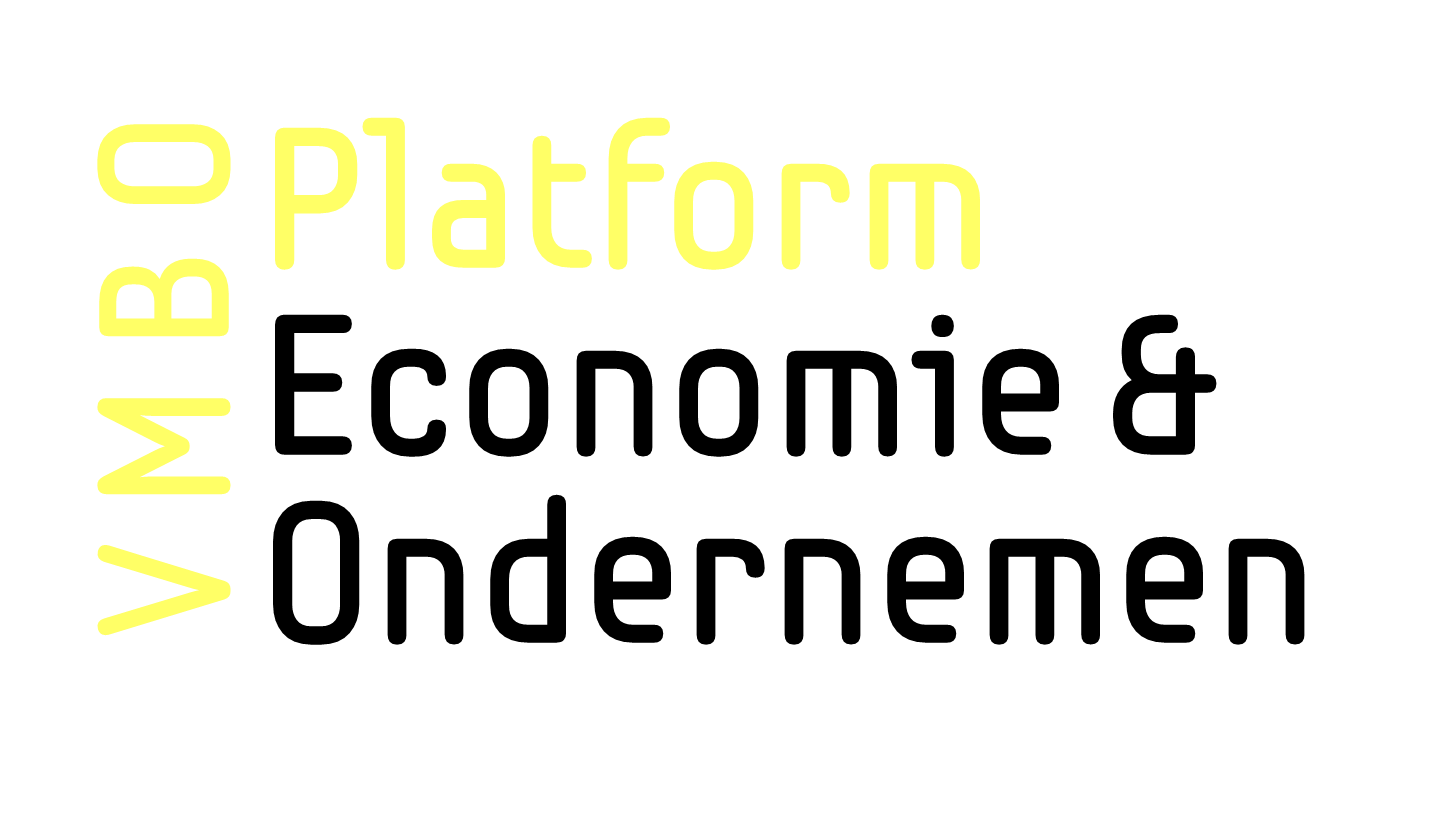 VMBO
Platform
Economie &
Ondernemen